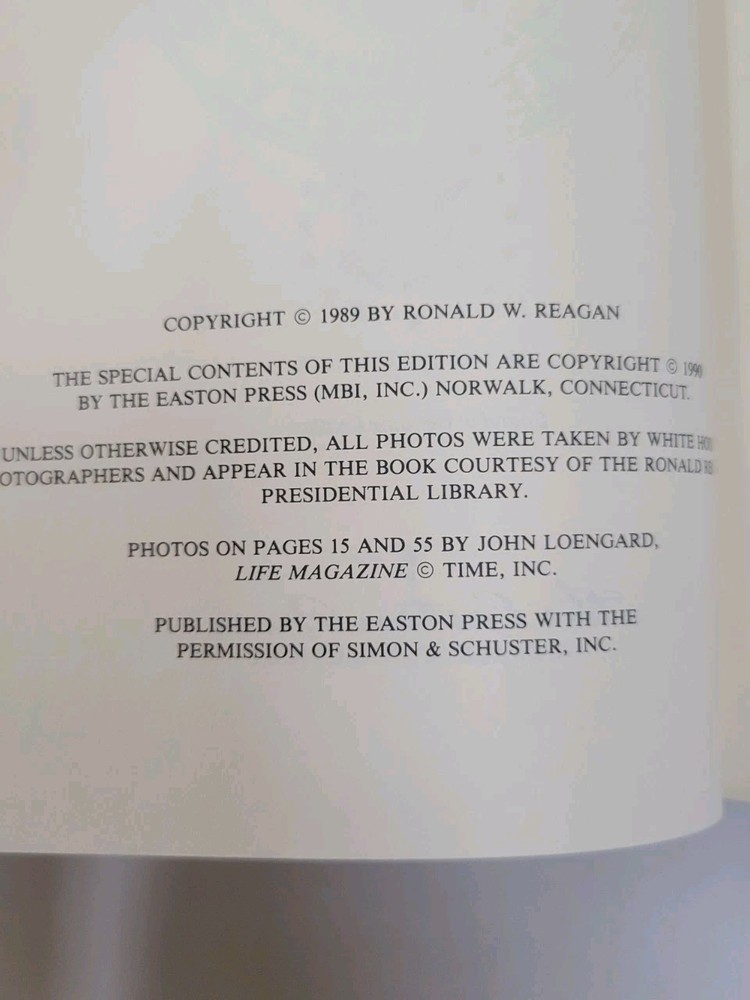 COPYRIGHT © 1989 BY RONALD W. REAGAN
THE SPECIAL CONTENTS OF THIS EDITION ARE COPYRIGHT © 1990
BY THE EASTON PRESS (MBI, INC.) NORWALK, CONNECTICUT.
UNLESS OTHERWISE CREDITED, ALL PHOTOS WERE TAKEN BY WHITE
OTOGRAPHERS AND APPEAR IN THE BOOK COURTESY OF THE RONALD
PRESIDENTIAL LIBRARY.
PHOTOS ON PAGES 15 AND 55 BY JOHN LOENGARD,
LIFE MAGAZINE © TIME, INC.
PUBLISHED BY THE EASTON PRESS WITH THE
PERMISSION OF SIMON & SCHUSTER, INC.